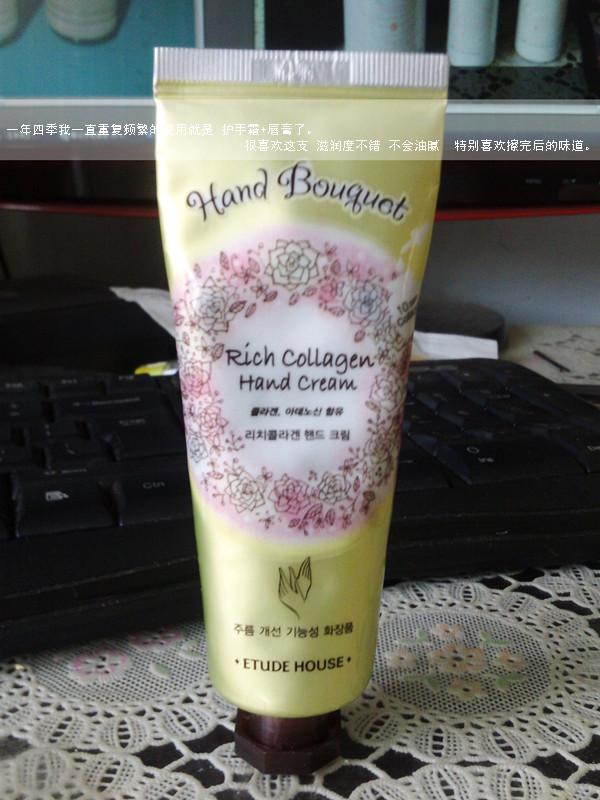 一年四季我一直重复频繁的使用就是 护手霜+唇膏了。
很喜欢这支 滋润度不错 不会油腻 特别喜欢擦完后的味道。
Hand Bouquet
Rich Collagen
Hand Cream
콜라겐, 아데노신 함유
리치콜라겐 핸드 크림
주름 개선 기능성 화장품
ETUDE HOUSE
Ctrl